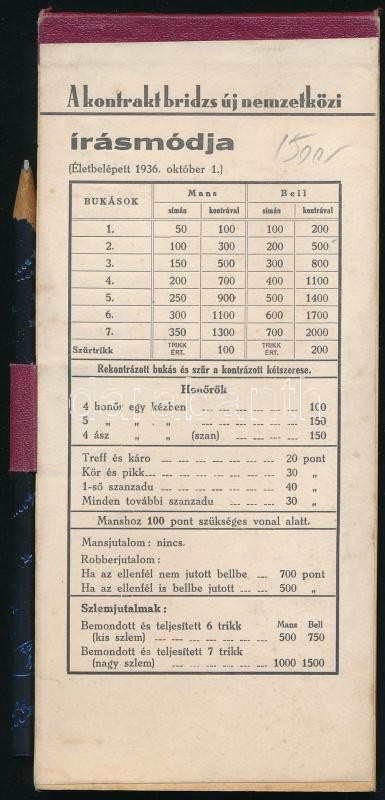 A kontrakt bridzs új nemzetközi
írásmódja
(Életbelépett 1936. október 1.)
BUKÁSOK Mans Bell
simán kontrával simán kontrával
1. 50 100 100 200
2. 100 300 200 500
3. 150 500 300 800
4. 200 700 400 1100
5. 250 900 500 1400
6. 300 1100 600 1700
7. 350 1300 700 2000
Szürtrikk TRIKK ÉRT. 100 TRIKK ÉRT. 200
Rekontrázott bukás és szür a kontrázott kétszerese.
Honőrök
4 honőr egy kézben — — — — — 100
5 „ „ „ — — — — — 150
4 ász „ „ (szan) — — — 150
Treff és káro — — — — 20 pont
Kör és pikk — — — — — 30 „
1-ső szanzadu — — — — 40 „
Minden további szanzadu — — 30 „
Manshoz 100 pont szükséges vonal alatt.
Mansjutalom: nincs.
Robberjutalom:
Ha az ellenfél nem jutott bellbe — 700 pont
Ha az ellenfél is bellbe jutott — — 500 „
Szlemjutalmak:
Bemondott és teljesített 6 trikk Mans Bell
(kis szlem) — — — — — 500 750
Bemondott és teljesített 7 trikk
(nagy szlem) — — — — — 1000 1500